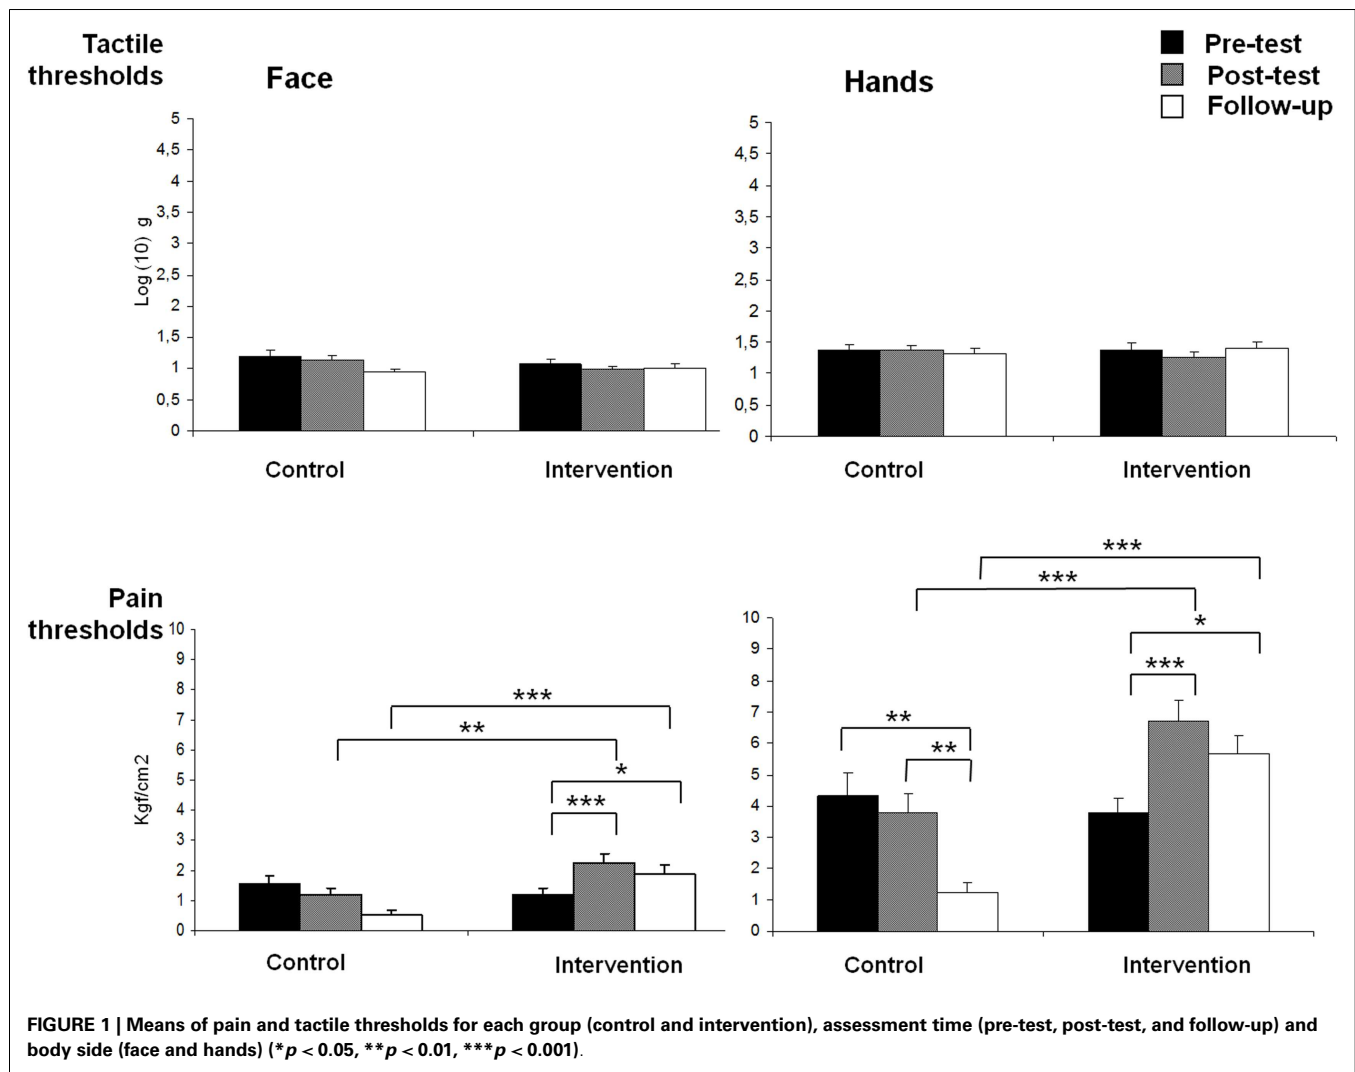 Tactile
thresholds
Face
Hands
Pre-test
Post-test
Follow-up
Log (10) g
5
4,5
4
3,5
3
2,5
2
1,5
1
0,5
0
Control
Intervention
5
4,5
4
3,5
3
2,5
2
1,5
1
0,5
0
Control
Intervention
Pain
thresholds
Kgf/cm2
10
9
8
7
6
5
4
3
2
1
0
***
**
*
***
Control
Intervention
10
9
8
7
6
5
4
3
2
1
0
***
***
*
***
**
**
Control
Intervention
FIGURE 1 | Means of pain and tactile thresholds for each group (control and intervention), assessment time (pre-test, post-test, and follow-up) and
body side (face and hands) (*p < 0.05, **p < 0.01, ***p < 0.001).